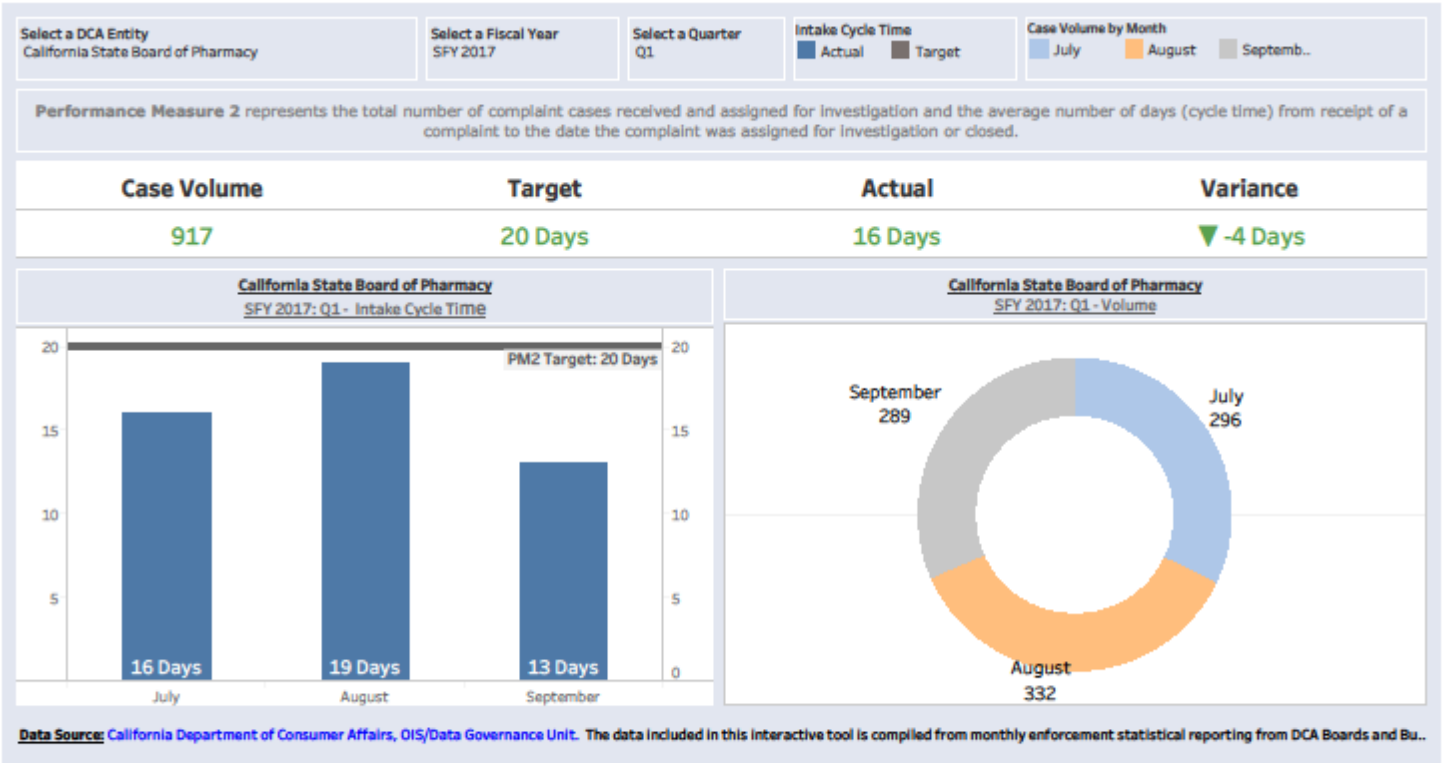 Select a DCA Entity
California State Board of Pharmacy
Select a Fiscal Year
SFY 2017
Select a Quarter
Q1
Intake Cycle Time
Actual
Target
Case Volume by Month
July
August
Septemb..
Performance Measure 2 represents the total number of complaint cases received and assigned for investigation and the average number of days (cycle time) from receipt of a
complaint to the date the complaint was assigned for investigation or closed.
Case Volume
Target
Actual
Variance
917
20 Days
16 Days
▼ -4 Days
California State Board of Pharmacy
SFY 2017: Q1 - Intake Cycle Time
20
15
10
5
PM2 Target: 20 Days
20
15
10
5
0
16 Days
19 Days
13 Days
July
August
September
California State Board of Pharmacy
SFY 2017: Q1 - Volume
September
289
July
296
August
332
Data Source: California Department of Consumer Affairs, OIS/Data Governance Unit. The data included in this interactive tool is compiled from monthly enforcement statistical reporting from DCA Boards and Bu..